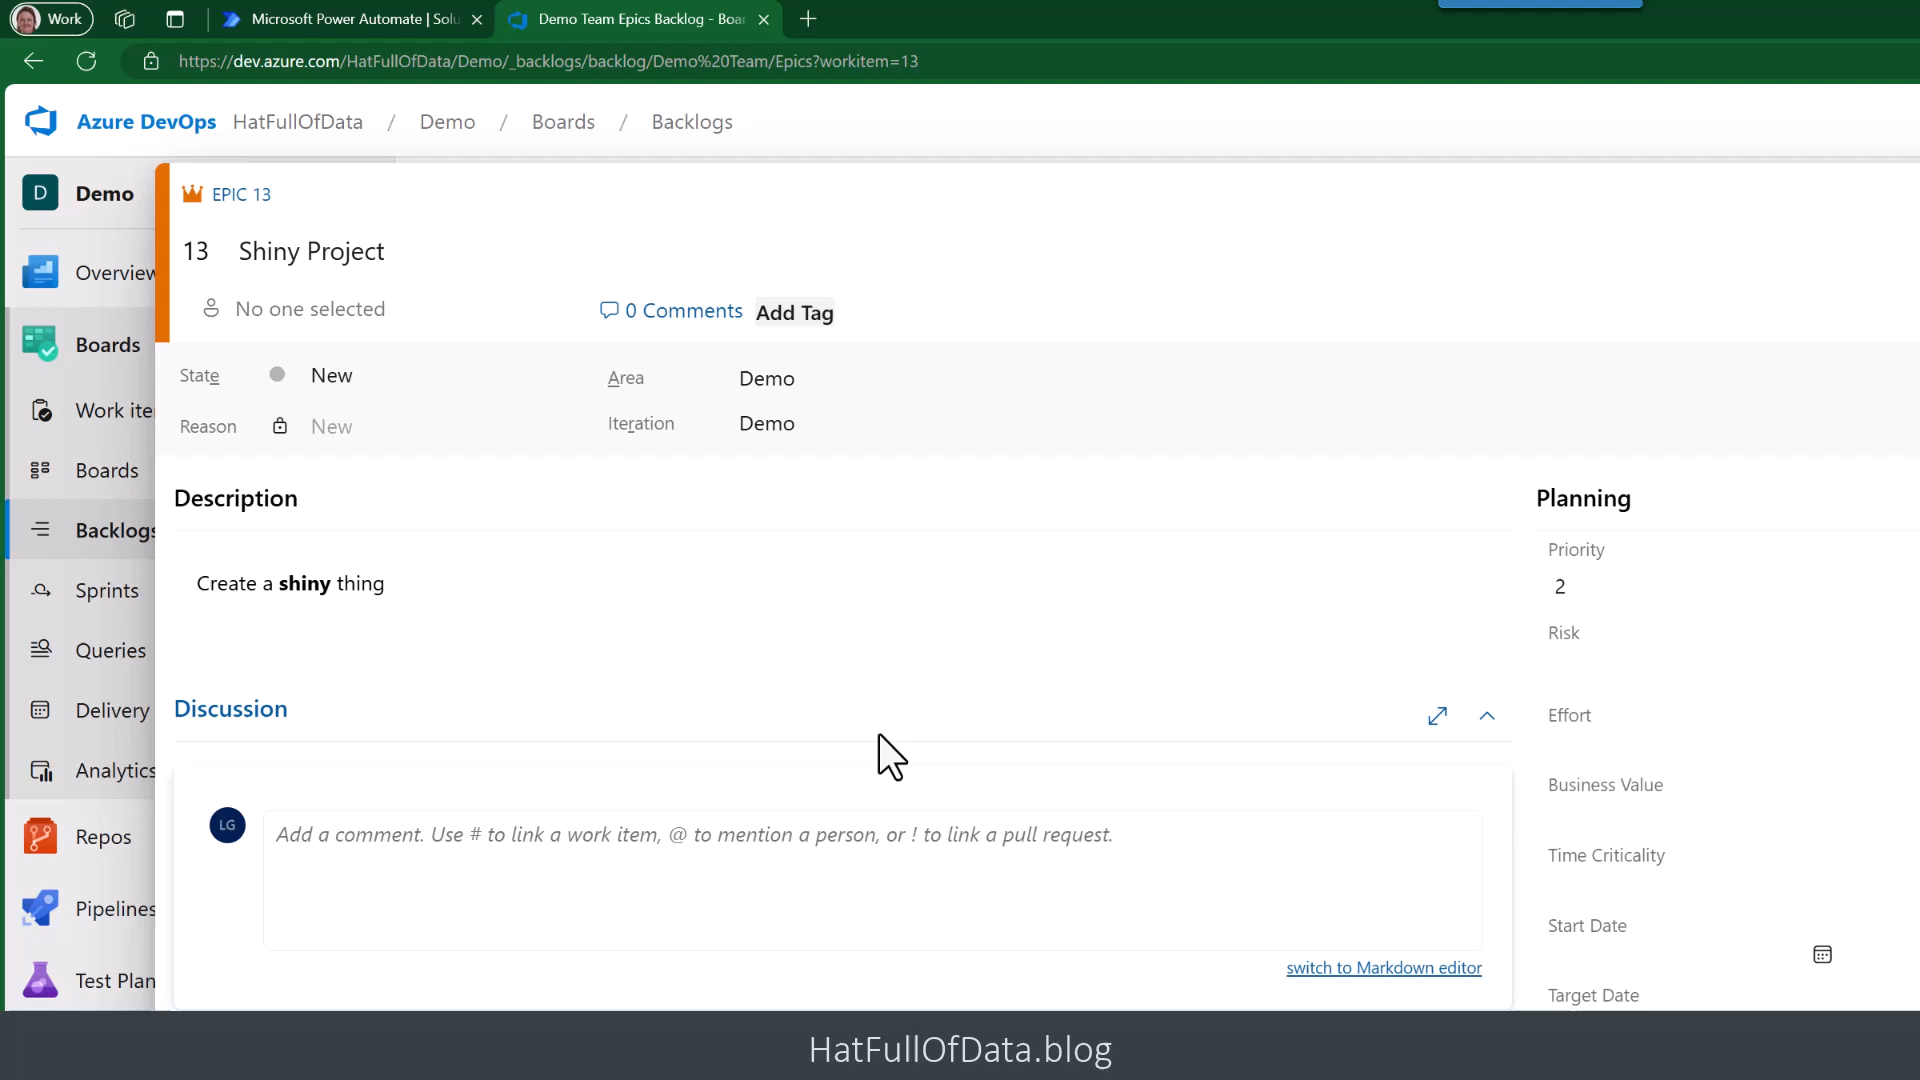 Work
Microsoft Power Automate | Solu
Demo Team Epics Backlog - Boar
https://dev.azure.com/HatFullOfData/Demo/_backlogs/backlog/Demo%20Team/Epics?workitem=13
Azure DevOps HatFullOfData / Demo / Boards / Backlogs
D Demo
Overview
Boards
Work ite
Boards
Backlogs
Sprints
Queries
Delivery
Analytics
Repos
Pipelines
Test Plan
EPIC 13
13 Shiny Project
No one selected
0 Comments
Add Tag
State New
Area Demo
Reason New
Iteration Demo
Description
Create a shiny thing
Discussion
LG
Add a comment. Use # to link a work item, @ to mention a person, or ! to link a pull request.
switch to Markdown editor
Planning
Priority
2
Risk
Effort
Business Value
Time Criticality
Start Date
Target Date
HatFullOfData.blog